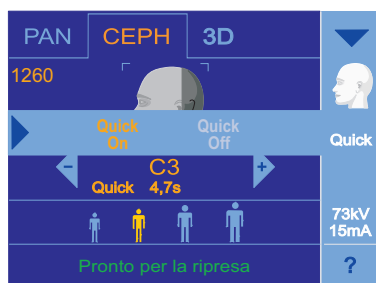 PAN CEPH 3D
1260
Quick On Quick Off Quick
- C3 +
Quick 4,7s
73kV
15mA
Pronto per la ripresa ?